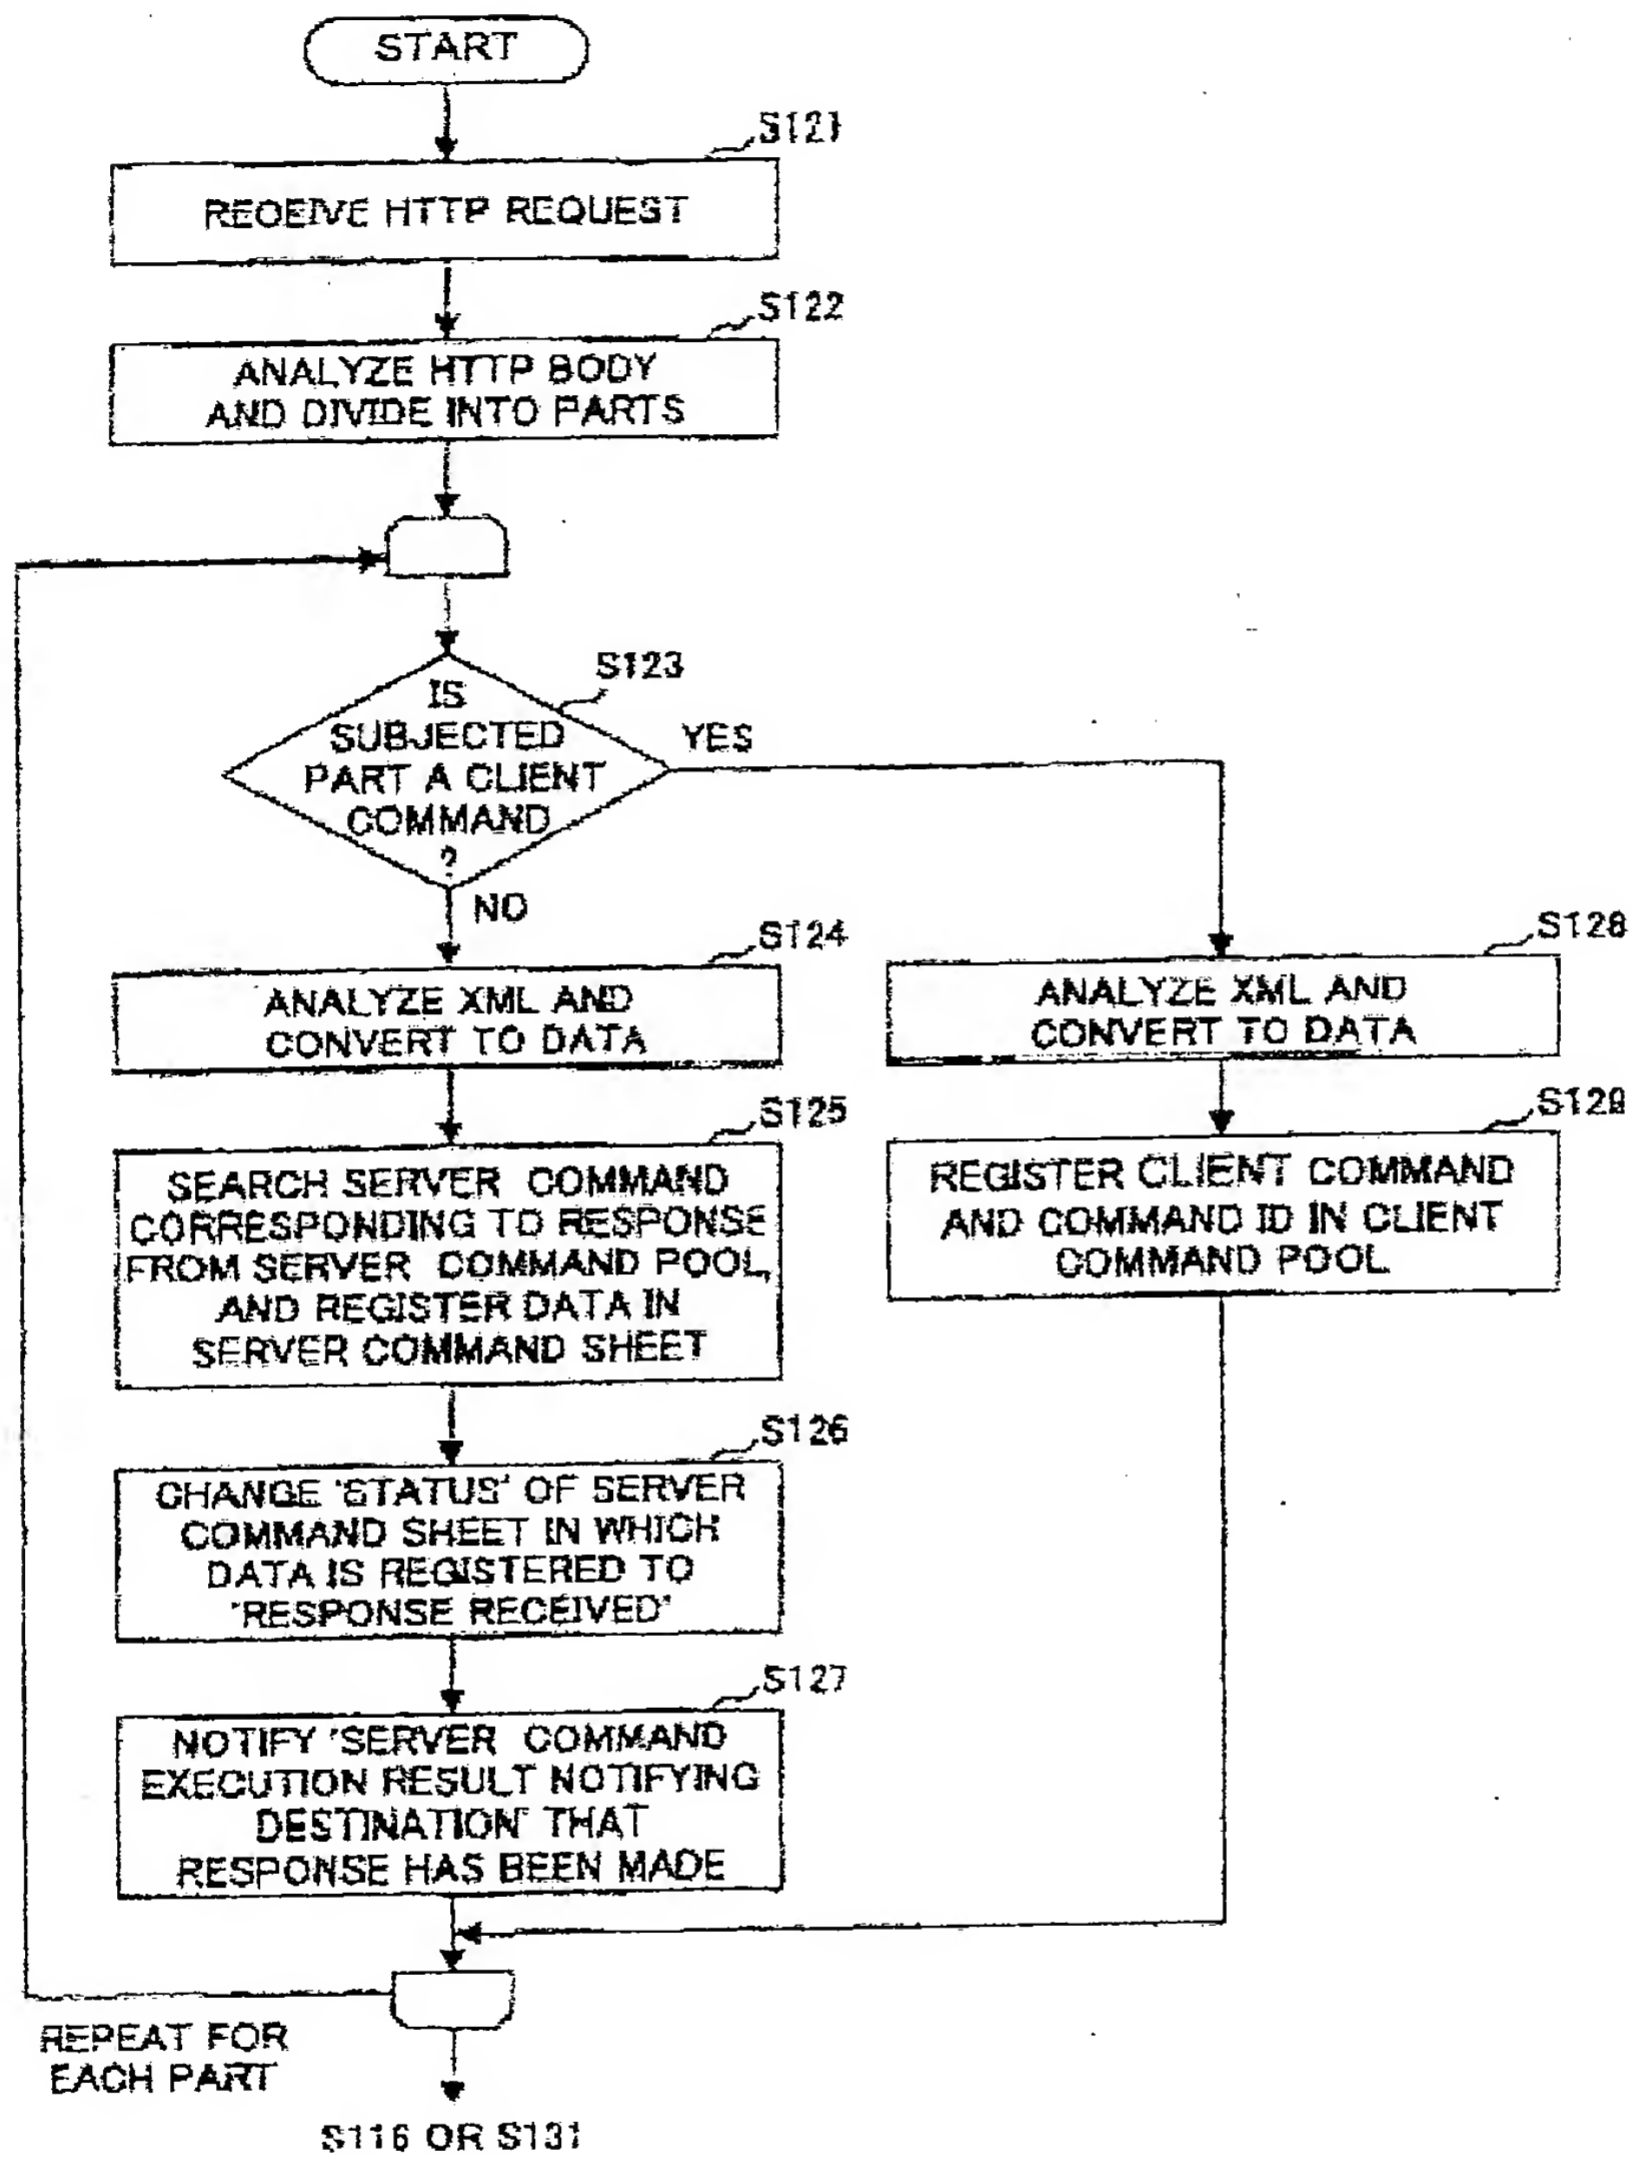 START
S121
RECEIVE HTTP REQUEST
S122
ANALYZE HTTP BODY
AND DIVIDE INTO PARTS
S123
IS
SUBJECTED
PART A CLIENT
COMMAND
?
YES
NO
S124
ANALYZE XML AND
CONVERT TO DATA
S125
SEARCH SERVER COMMAND
CORRESPONDING TO RESPONSE
FROM SERVER COMMAND POOL,
AND REGISTER DATA IN
SERVER COMMAND SHEET
S126
CHANGE 'STATUS' OF SERVER
COMMAND SHEET IN WHICH
DATA IS REGISTERED TO
'RESPONSE RECEIVED'
S127
NOTIFY 'SERVER COMMAND
EXECUTION RESULT NOTIFYING
DESTINATION' THAT
RESPONSE HAS BEEN MADE
S128
ANALYZE XML AND
CONVERT TO DATA
S129
REGISTER CLIENT COMMAND
AND COMMAND ID IN CLIENT
COMMAND POOL
REPEAT FOR
EACH PART
S116 OR S131